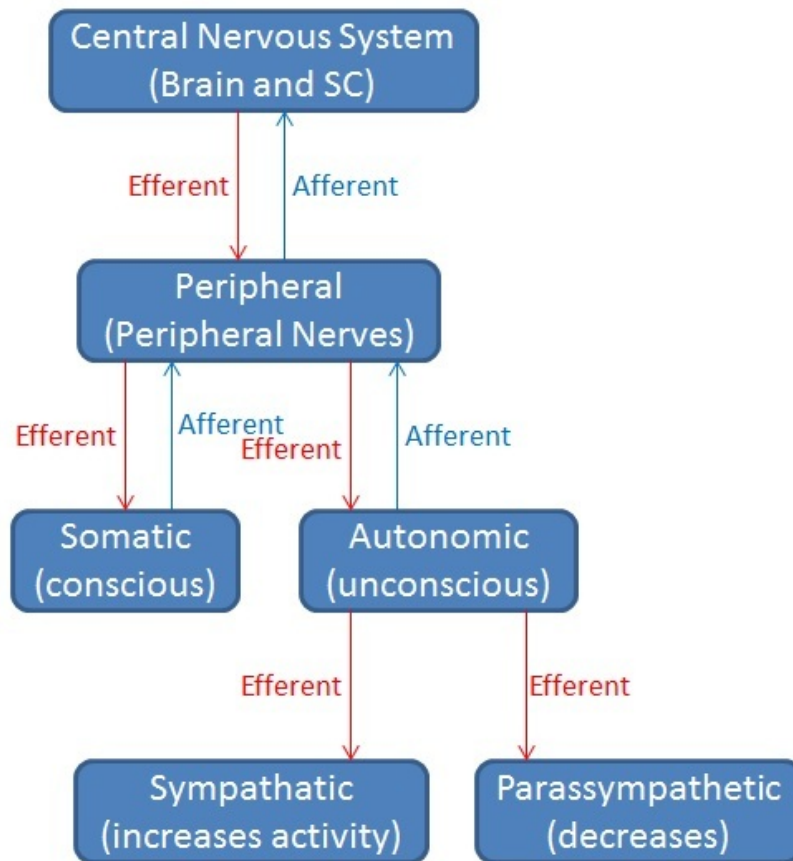 Central Nervous System
(Brain and SC)
Efferent
Afferent
Peripheral
(Peripheral Nerves)
Efferent
Afferent
Efferent
Afferent
Somatic
(conscious)
Autonomic
(unconscious)
Efferent
Efferent
Sympathatic
(increases activity)
Parassympathetic
(decreases)